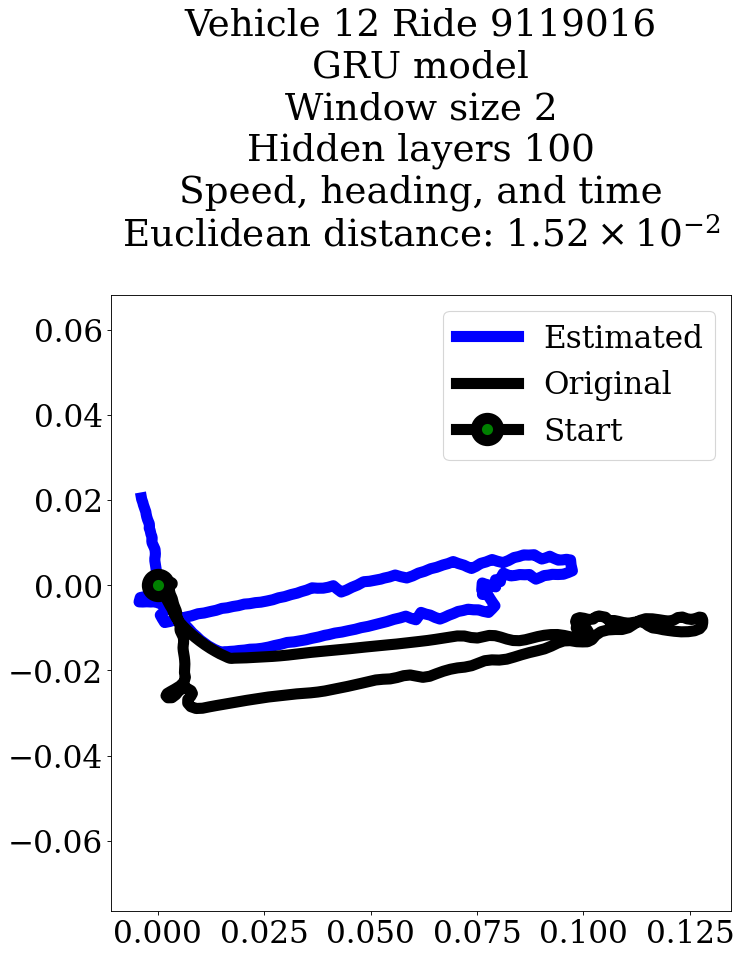 Vehicle 12 Ride 9119016
GRU model
Window size 2
Hidden layers 100
Speed, heading, and time
Euclidean distance: 1.52 × 10⁻²
Estimated
Original
Start
0.06
0.04
0.02
0.00
−0.02
−0.04
−0.06
0.000 0.025 0.050 0.075 0.100 0.125